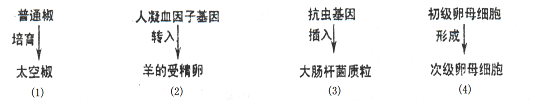 普通椒 人凝血因子基因 抗虫基因 初级卵母细胞
培育 转入 插入 形成
太空椒 羊的受精卵 大肠杆菌质粒 次级卵母细胞
(1) (2) (3) (4)